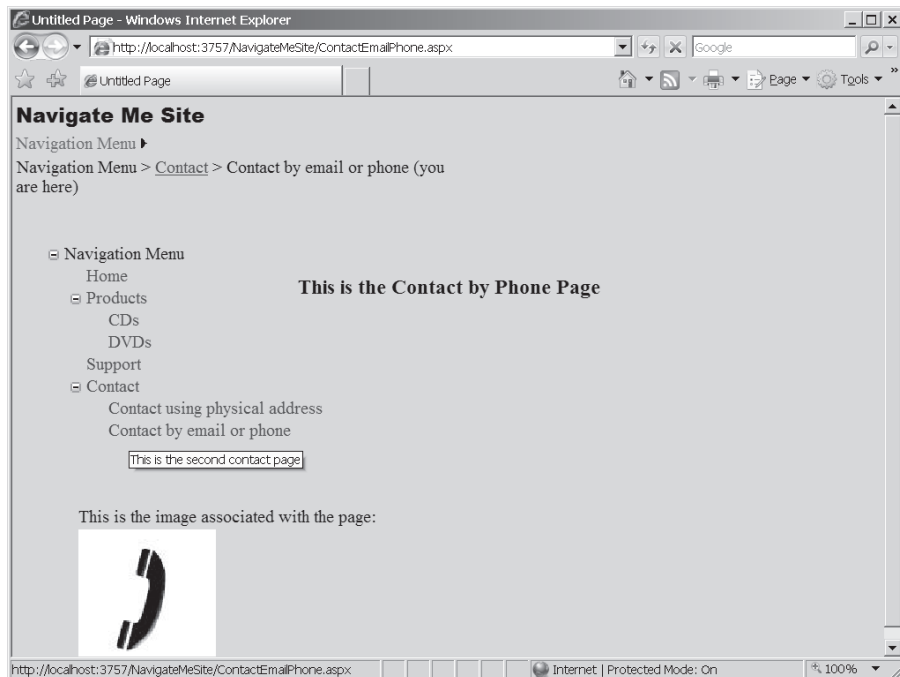 Untitled Page - Windows Internet Explorer
http://localhost:3757/NavigateMeSite/ContactEmailPhone.aspx
Google
Untitled Page
Page
Tools
Navigate Me Site
Navigation Menu
Navigation Menu > Contact > Contact by email or phone (you
are here)
Navigation Menu
Home
This is the Contact by Phone Page
Products
CDs
DVDs
Support
Contact
Contact using physical address
Contact by email or phone
This is the second contact page
This is the image associated with the page:
http://localhost:3757/NavigateMeSite/ContactEmailPhone.aspx
Internet | Protected Mode: On
100%